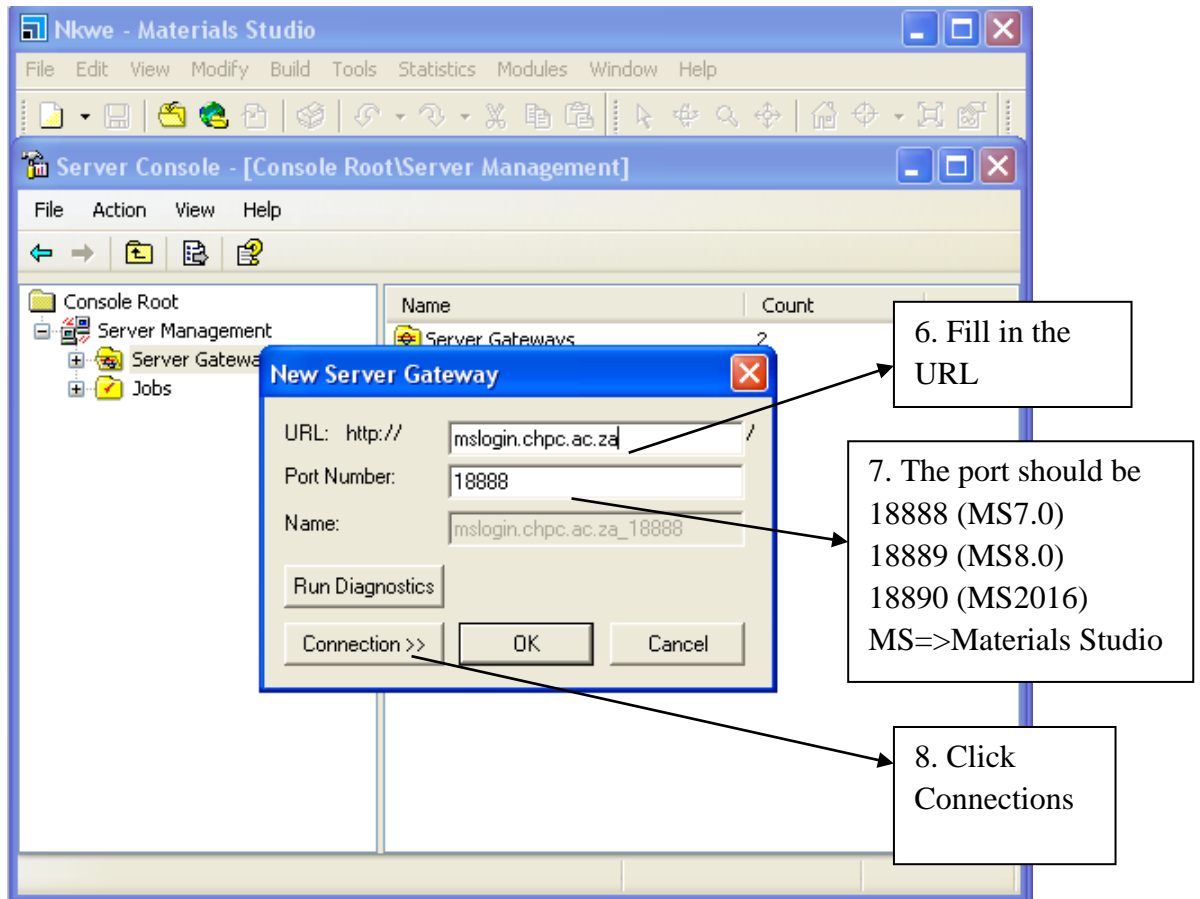 Nkwe - Materials Studio
File Edit View Modify Build Tools Statistics Modules Window Help
Server Console - [Console Root\Server Management]
File Action View Help
Console Root
Server Management
Server Gatewa
Jobs
Name Count
Server Gateways 2
New Server Gateway
URL: http:// mslogin.chpc.ac.za /
Port Number: 18888
Name: mslogin.chpc.ac.za_18888
Run Diagnostics
Connection >> OK Cancel
6. Fill in the
URL
7. The port should be
18888 (MS7.0)
18889 (MS8.0)
18890 (MS2016)
MS=>Materials Studio
8. Click
Connections